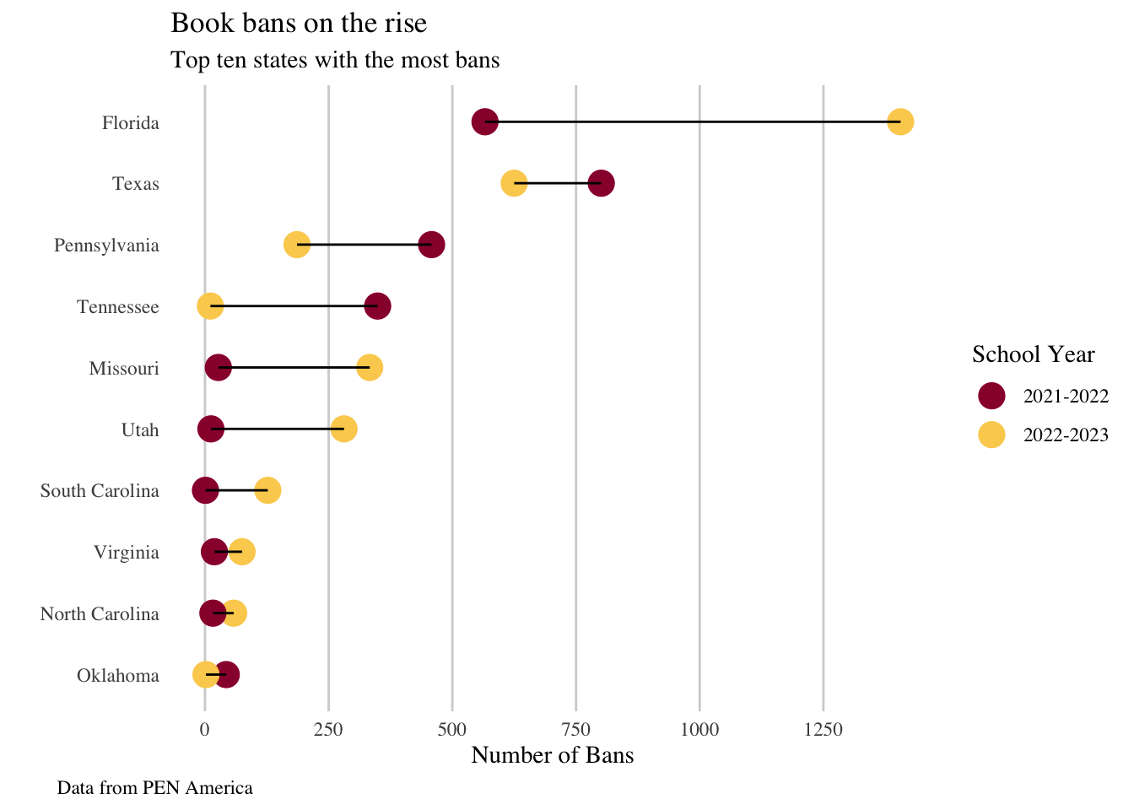 Book bans on the rise
Top ten states with the most bans
Florida
Texas
Pennsylvania
Tennessee
Missouri
Utah
South Carolina
Virginia
North Carolina
Oklahoma
0 250 500 750 1000 1250
Number of Bans
School Year
2021-2022
2022-2023
Data from PEN America